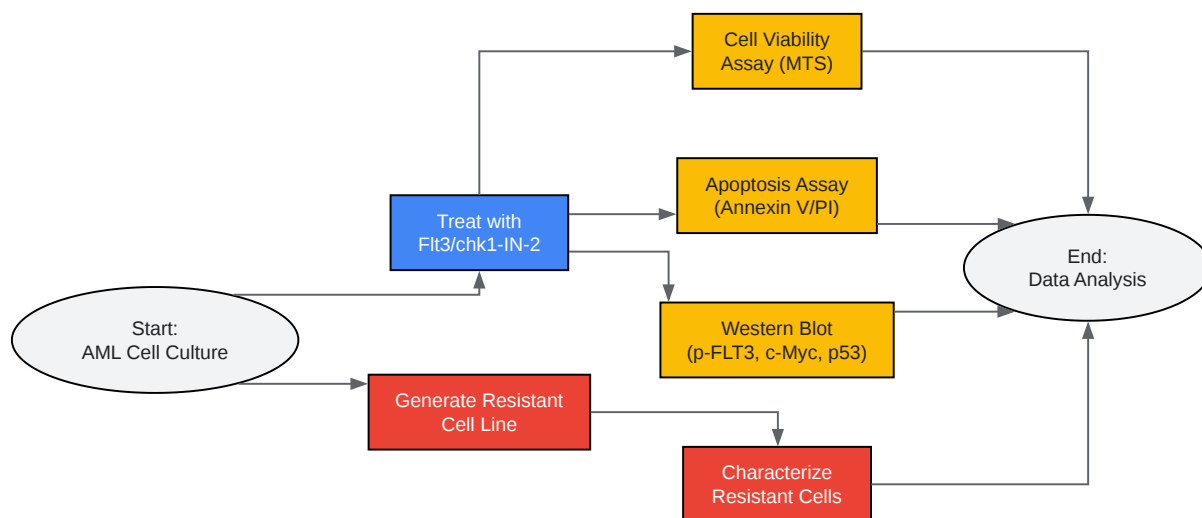 Cell Viability
Assay (MTS)
Apoptosis Assay
(Annexin V/PI)
Treat with
Flt3/chk1-IN-2
End:
Data Analysis
Start:
AML Cell Culture
Western Blot
(p-FLT3, c-Myc, p53)
Generate Resistant
Cell Line
Characterize
Resistant Cells